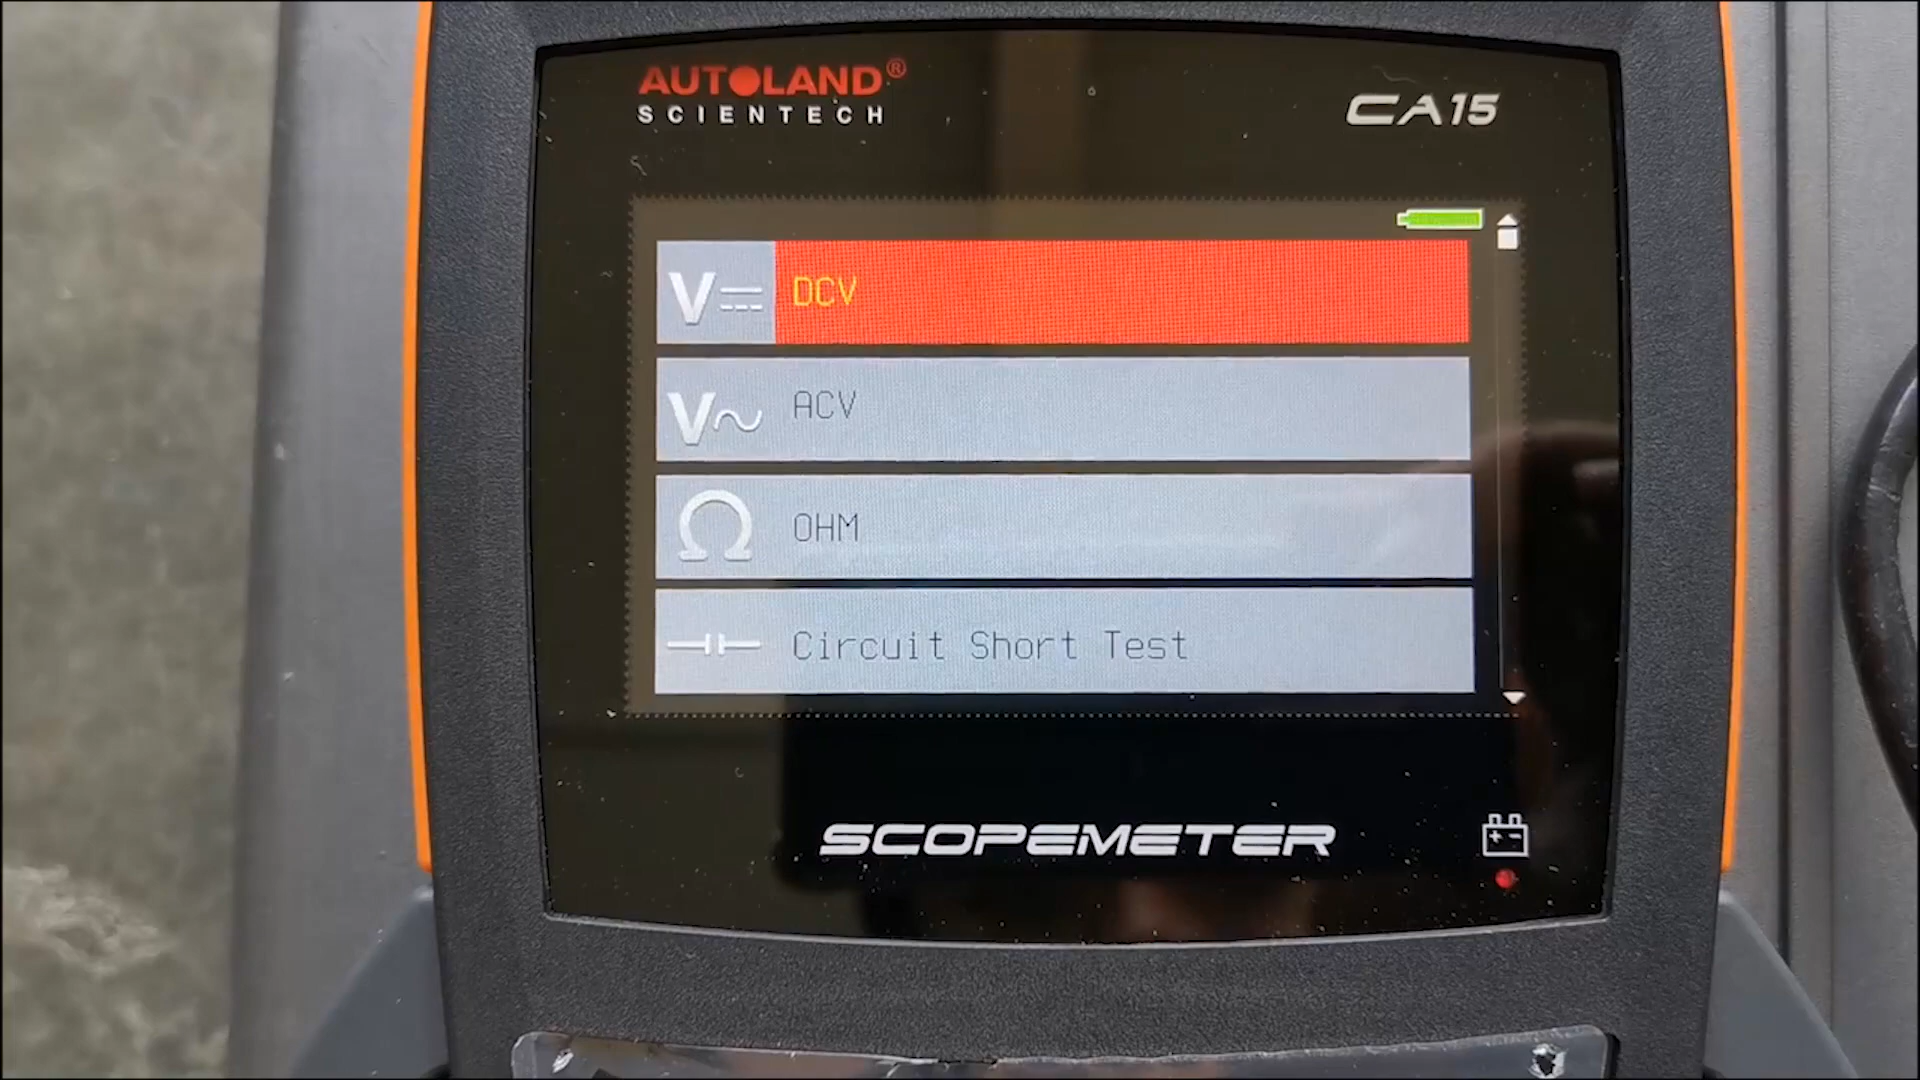 AUTOLAND®
SCIENTECH
CA15
V DCV
V ACV
Ω OHM
Circuit Short Test
SCOPEMETER